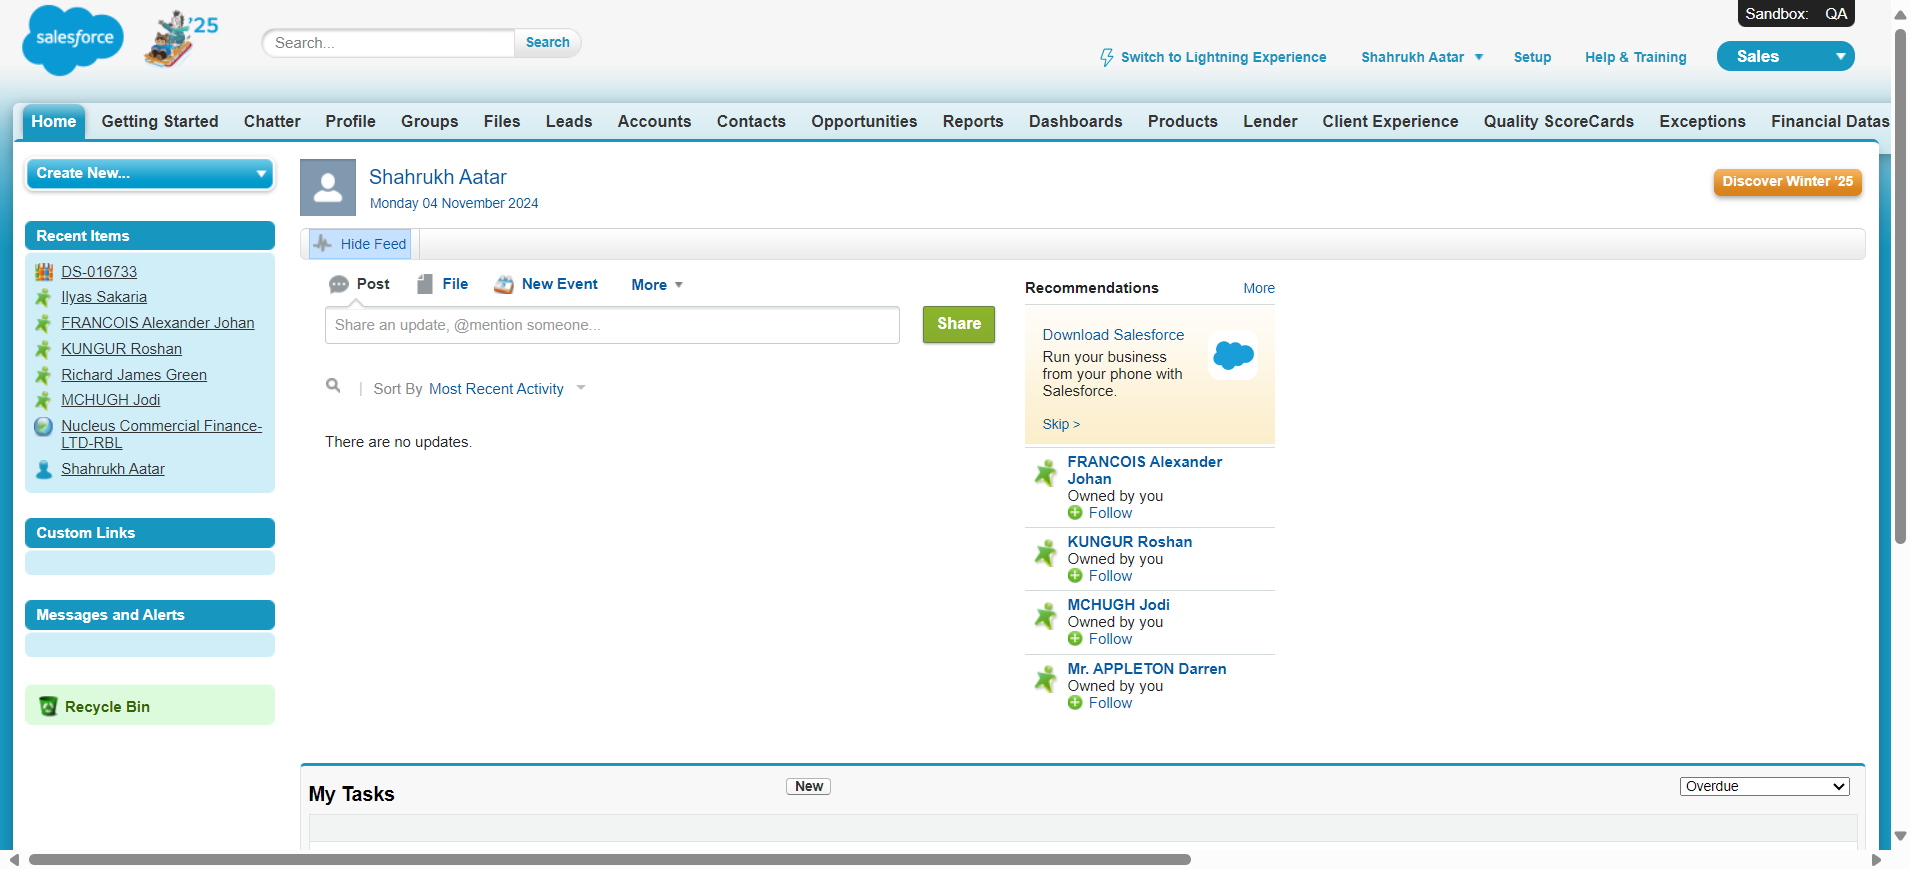 Sandbox: QA
salesforce
'25
Search...
Search
Switch to Lightning Experience
Shahrukh Aatar
Setup
Help & Training
Sales
Home
Getting Started
Chatter
Profile
Groups
Files
Leads
Accounts
Contacts
Opportunities
Reports
Dashboards
Products
Lender
Client Experience
Quality ScoreCards
Exceptions
Financial Datas
Create New...
Recent Items
DS-016733
Ilyas Sakaria
FRANCOIS Alexander Johan
KUNGUR Roshan
Richard James Green
MCHUGH Jodi
Nucleus Commercial Finance-
LTD-RBL
Shahrukh Aatar
Custom Links
Messages and Alerts
Recycle Bin
Shahrukh Aatar
Monday 04 November 2024
Discover Winter '25
Hide Feed
Post
File
New Event
More
Share an update, @mention someone...
Share
Sort By Most Recent Activity
There are no updates.
Recommendations
More
Download Salesforce
Run your business
from your phone with
Salesforce.
Skip >
FRANCOIS Alexander
Johan
Owned by you
Follow
KUNGUR Roshan
Owned by you
Follow
MCHUGH Jodi
Owned by you
Follow
Mr. APPLETON Darren
Owned by you
Follow
My Tasks
New
Overdue